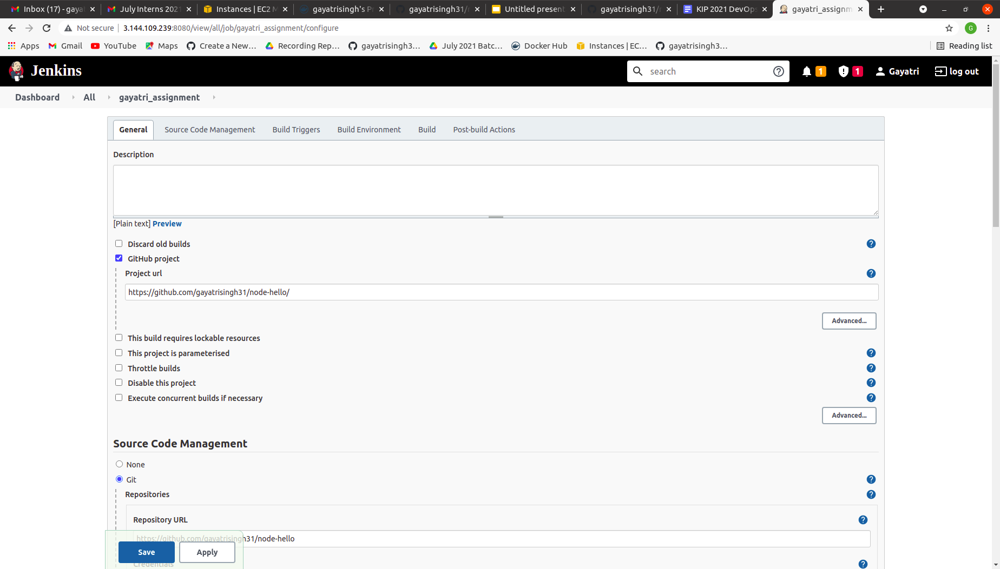 Inbox (17) - gayat
July Interns 2021
Instances | EC2 M
gayatrisingh's Pr
gayatrisingh31/n
Untitled present
gayatrisingh31/n
KIP 2021 DevOps
gayatri_assignm
Not secure
3.144.109.239:8080/view/all/job/gayatri_assignment/configure
G
Apps
Gmail
YouTube
Maps
Create a New...
Recording Rep...
gayatrisingh3...
July 2021 Batc...
Docker Hub
Instances | EC...
gayatrisingh3...
Reading list
Jenkins
search
1
1
Gayatri
log out
Dashboard
All
gayatri_assignment
General
Source Code Management
Build Triggers
Build Environment
Build
Post-build Actions
Description
[Plain text] Preview
Discard old builds
GitHub project
Project url
https://github.com/gayatrisingh31/node-hello/
Advanced...
This build requires lockable resources
This project is parameterised
Throttle builds
Disable this project
Execute concurrent builds if necessary
Advanced...
Source Code Management
None
Git
Repositories
Repository URL
https://github.com/gayatrisingh31/node-hello
Save
Apply
Credentials